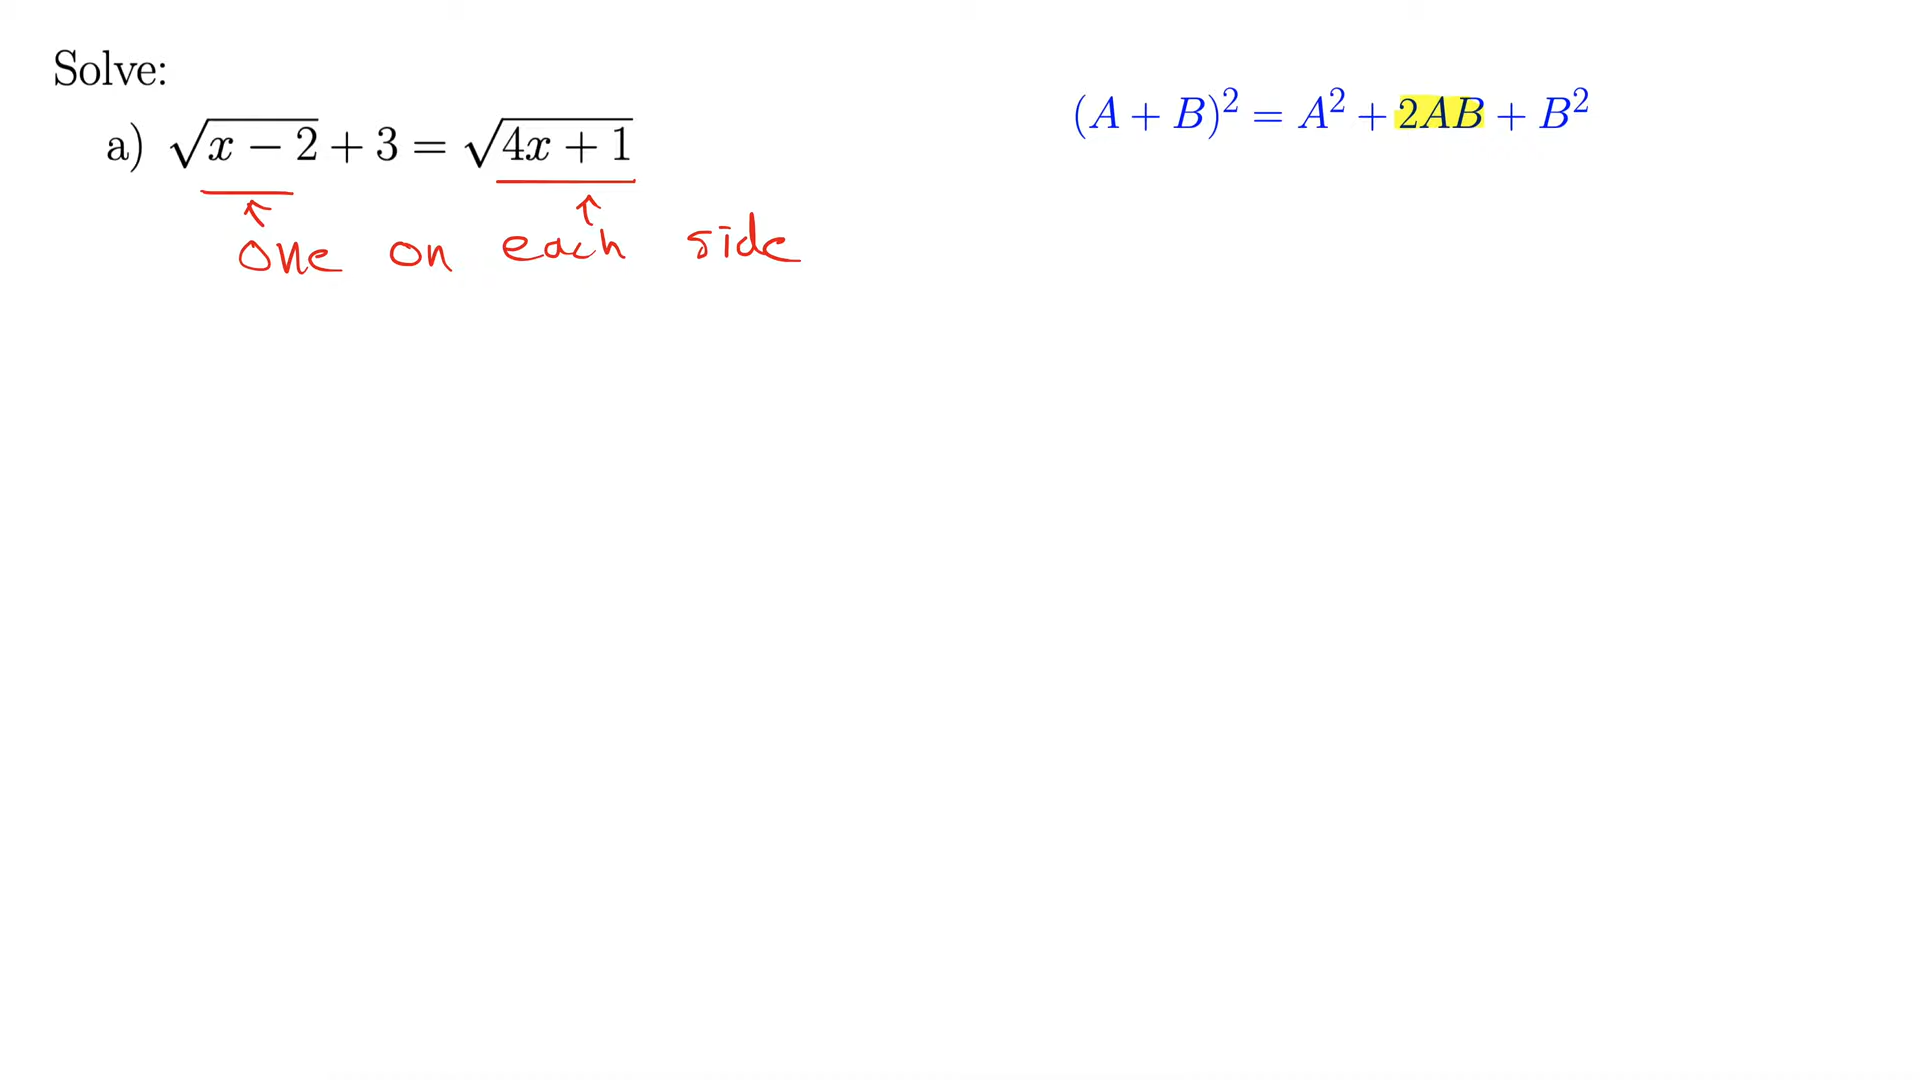 Solve:
a) √(x − 2) + 3 = √(4x + 1)
(A + B)² = A² + 2AB + B²
one on each side